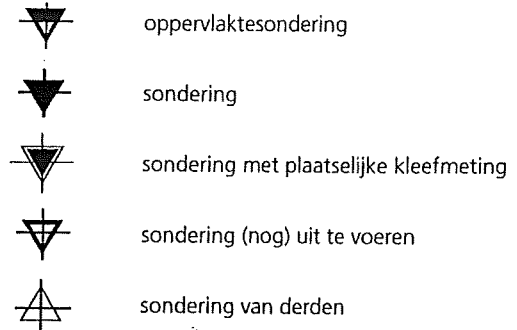 oppervlaktesondering
sondering
sondering met plaatselijke kleefmeting
sondering (nog) uit te voeren
sondering van derden